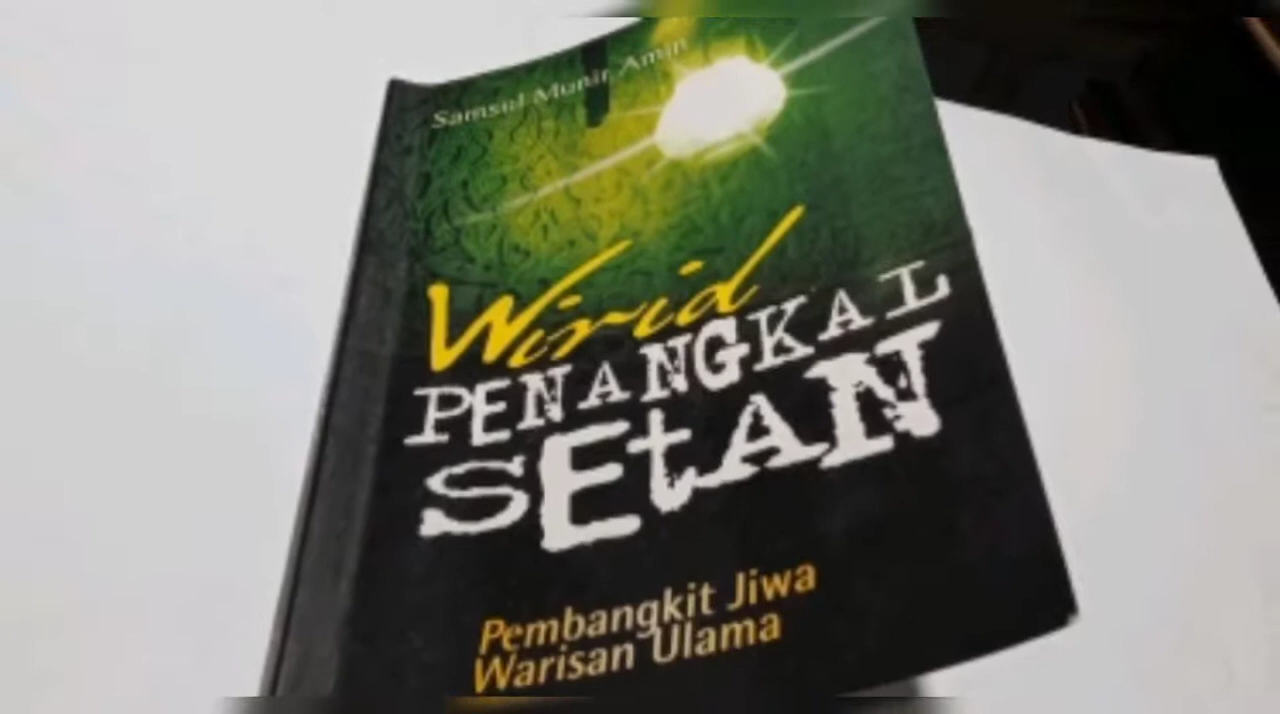 Samsul Munir Amin
Wirid
PENANGKAL
SEtAN
Pembangkit Jiwa
Warisan Ulama